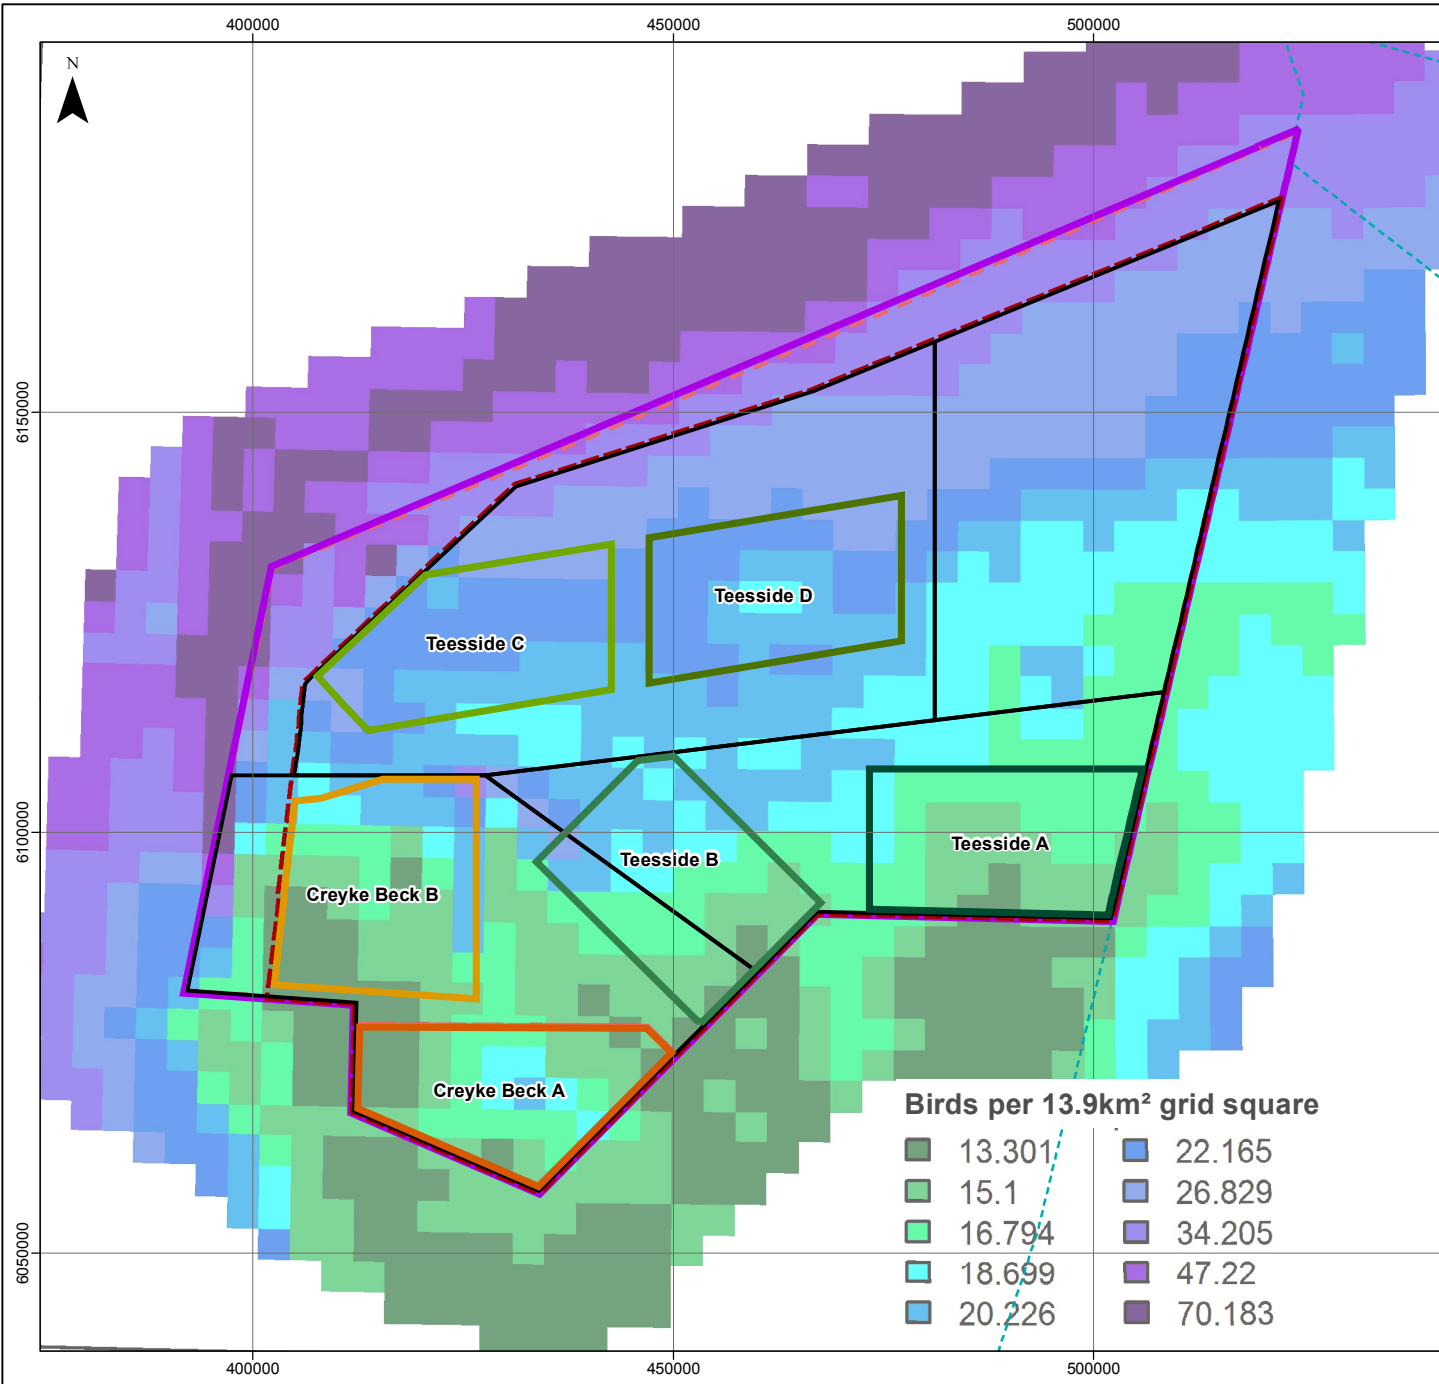 400000 450000 500000
N
6150000
Teesside D
Teesside C
6100000
Teesside A
Teesside B
Creyke Beck B
Creyke Beck A
Birds per 13.9km² grid square
13.301 22.165
15.1 26.829
16.794 34.205
18.699 47.22
20.226 70.183
6050000
400000 450000 500000